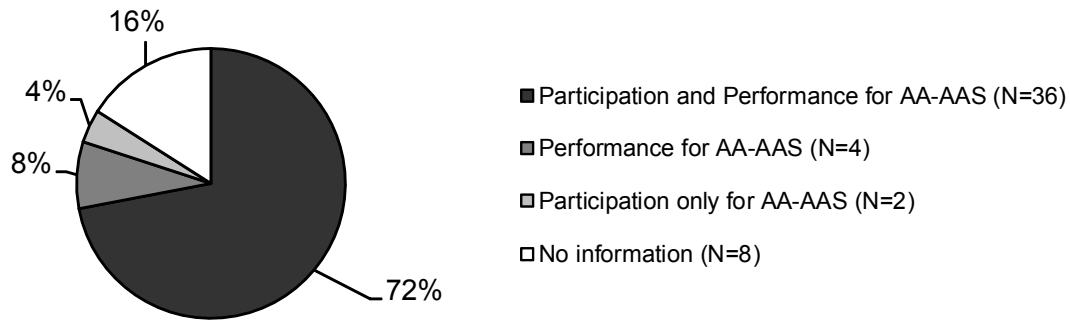 16%
4%
8%
72%
Participation and Performance for AA-AAS (N=36)
Performance for AA-AAS (N=4)
Participation only for AA-AAS (N=2)
No information (N=8)